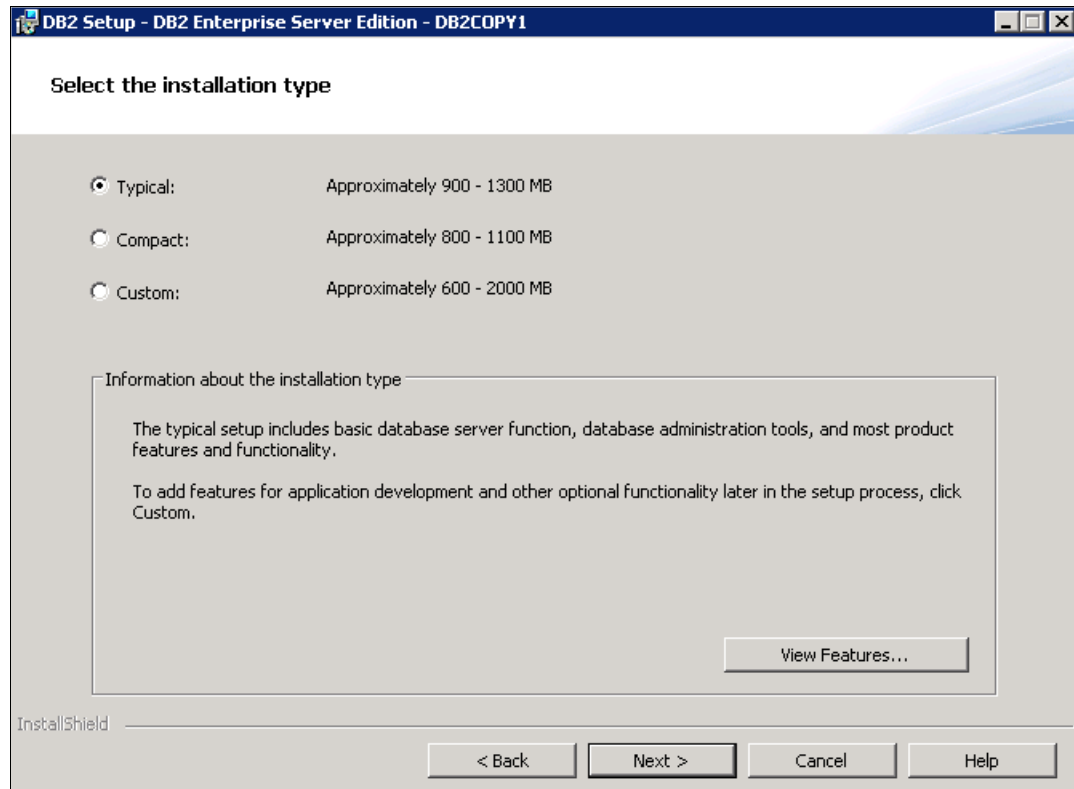 DB2 Setup - DB2 Enterprise Server Edition - DB2COPY1
Select the installation type
Typical: Approximately 900 - 1300 MB
Compact: Approximately 800 - 1100 MB
Custom: Approximately 600 - 2000 MB
Information about the installation type
The typical setup includes basic database server function, database administration tools, and most product
features and functionality.
To add features for application development and other optional functionality later in the setup process, click
Custom.
View Features...
InstallShield
< Back Next > Cancel Help